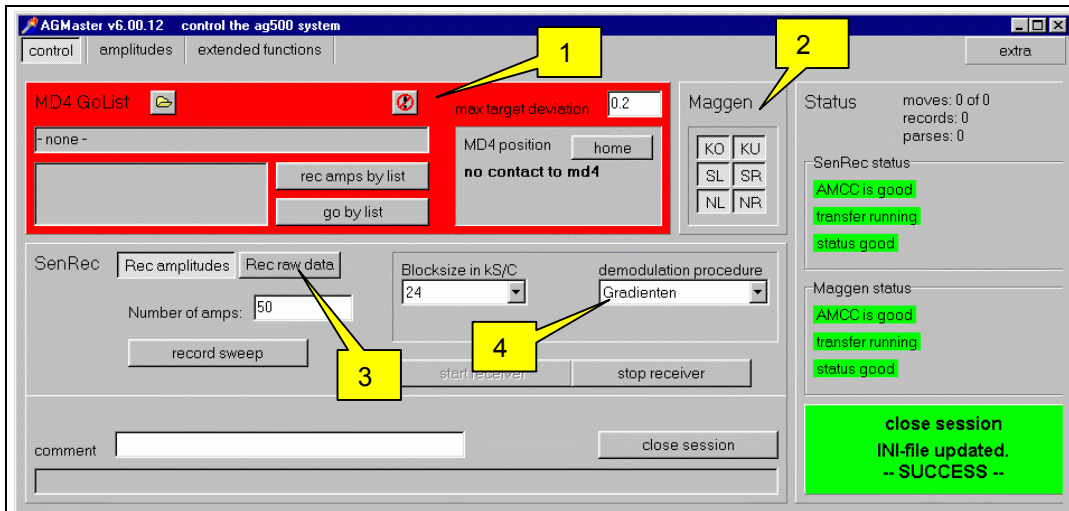 AGMaster v6.00.12 control the ag500 system
control amplitudes extended functions extra
1
2
MD4 GoList
max target deviation 0.2
- none -
MD4 position home
no contact to md4
rec amps by list
go by list
Maggen
KO KU
SL SR
NL NR
Status
moves: 0 of 0
records: 0
parses: 0
SenRec status
AMCC is good
transfer running
status good
Maggen status
AMCC is good
transfer running
status good
SenRec Rec amplitudes Rec raw data
Number of amps: 50
record sweep
3
Blocksize in kS/C
24
demodulation procedure
Gradienten
4
start receiver stop receiver
comment
close session
close session
INI-file updated.
-- SUCCESS --